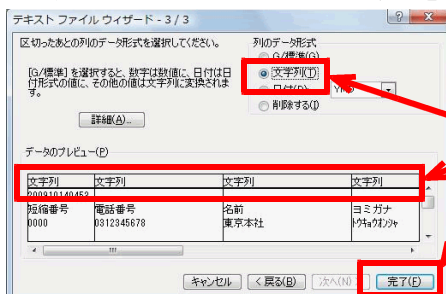 テキスト ファイル ウィザード - 3 / 3
区切ったあとの列のデータ形式を選択してください。
[G/標準] を選択すると、数字は数値に、日付は日
付形式の値に、その他の値は文字列に変換されま
す。
詳細(A)...
列のデータ形式
G/標準(G)
文字列(T)
日付(D)
削除する(I)
データのプレビュー(P)
文字列 文字列 文字列 文字列
200910140453
短縮番号 電話番号 名前 ヨミガナ
0000 0312345678 東京本社 トウキョウホンシャ
キャンセル < 戻る(B) 次へ(N) 完了(F)